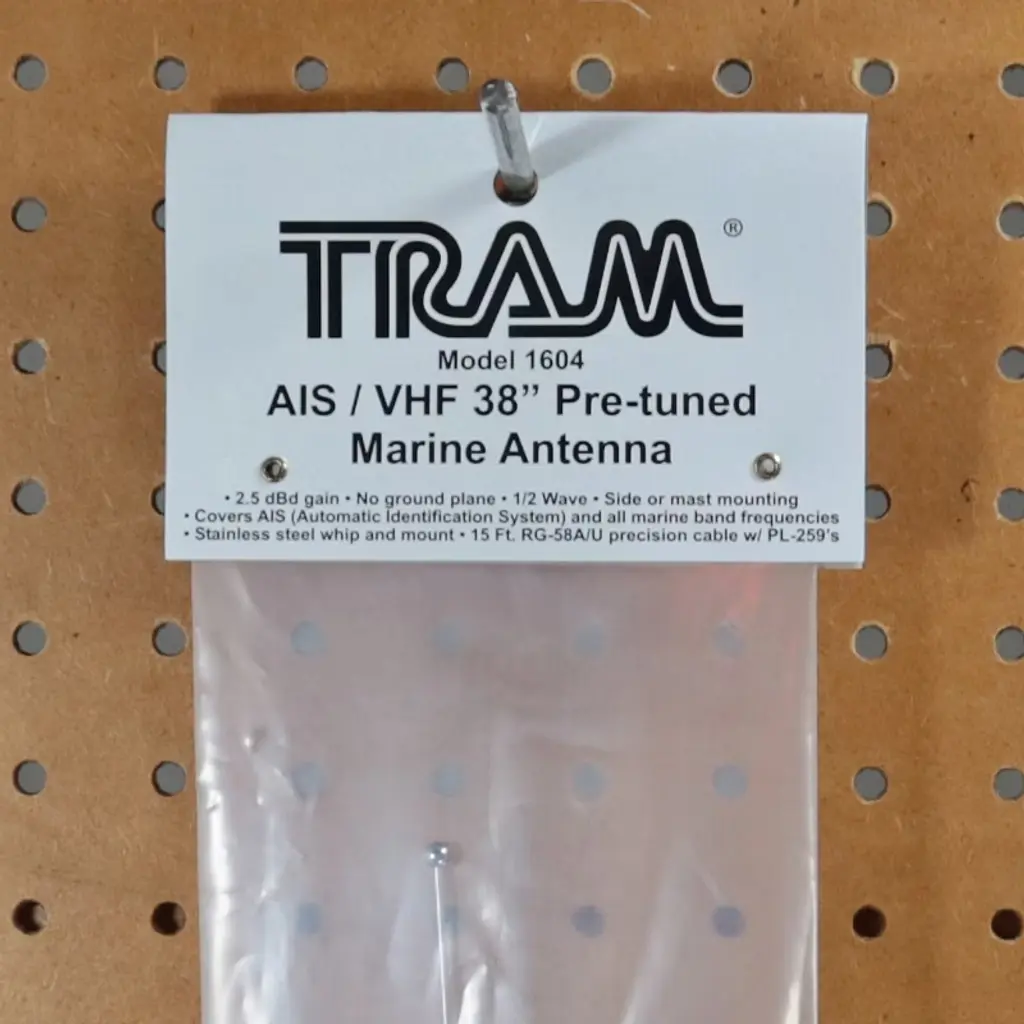 TRAM®
Model 1604
AIS / VHF 38” Pre-tuned
Marine Antenna
• 2.5 dBd gain • No ground plane • 1/2 Wave • Side or mast mounting
• Covers AIS (Automatic Identification System) and all marine band frequencies
• Stainless steel whip and mount • 15 Ft. RG-58A/U precision cable w/ PL-259's